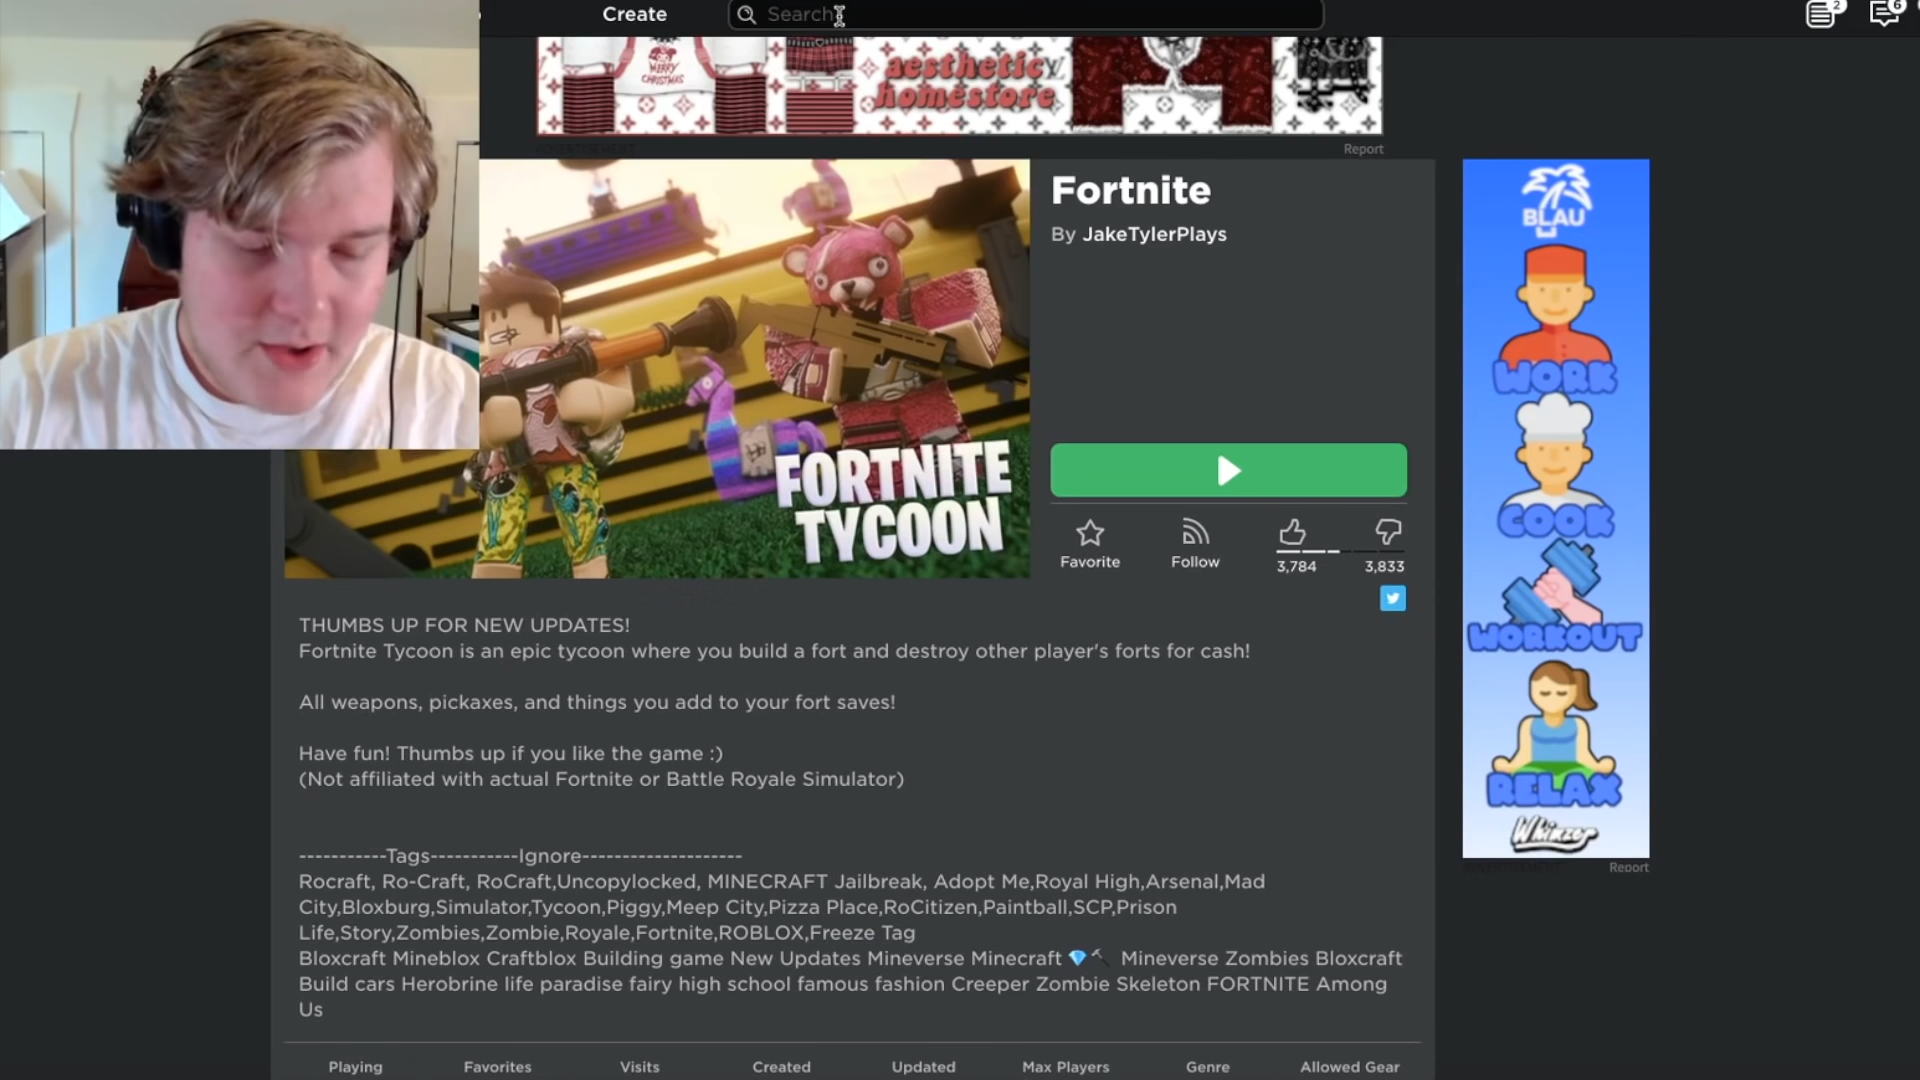 Create
Search
2
6
MERRY
CHRISTMAS
aesthetic
homestore
ADVERTISEMENT
Report
Fortnite
By JakeTylerPlays
FORTNITE
TYCOON
Favorite
Follow
3,784
3,833
THUMBS UP FOR NEW UPDATES!
Fortnite Tycoon is an epic tycoon where you build a fort and destroy other player's forts for cash!
All weapons, pickaxes, and things you add to your fort saves!
Have fun! Thumbs up if you like the game :)
(Not affiliated with actual Fortnite or Battle Royale Simulator)
-----------Tags-----------Ignore--------------------
Rocraft, Ro-Craft, RoCraft,Uncopylocked, MINECRAFT Jailbreak, Adopt Me,Royal High,Arsenal,Mad
City,Bloxburg,Simulator,Tycoon,Piggy,Meep City,Pizza Place,RoCitizen,Paintball,SCP,Prison
Life,Story,Zombies,Zombie,Royale,Fortnite,ROBLOX,Freeze Tag
Bloxcraft Mineblox Craftblox Building game New Updates Mineverse Minecraft 💎⛏ Mineverse Zombies Bloxcraft
Build cars Herobrine life paradise fairy high school famous fashion Creeper Zombie Skeleton FORTNITE Among
Us
Playing
Favorites
Visits
Created
Updated
Max Players
Genre
Allowed Gear
BLAU
WORK
COOK
WORKOUT
RELAX
Whimzer
ADVERTISEMENT
Report